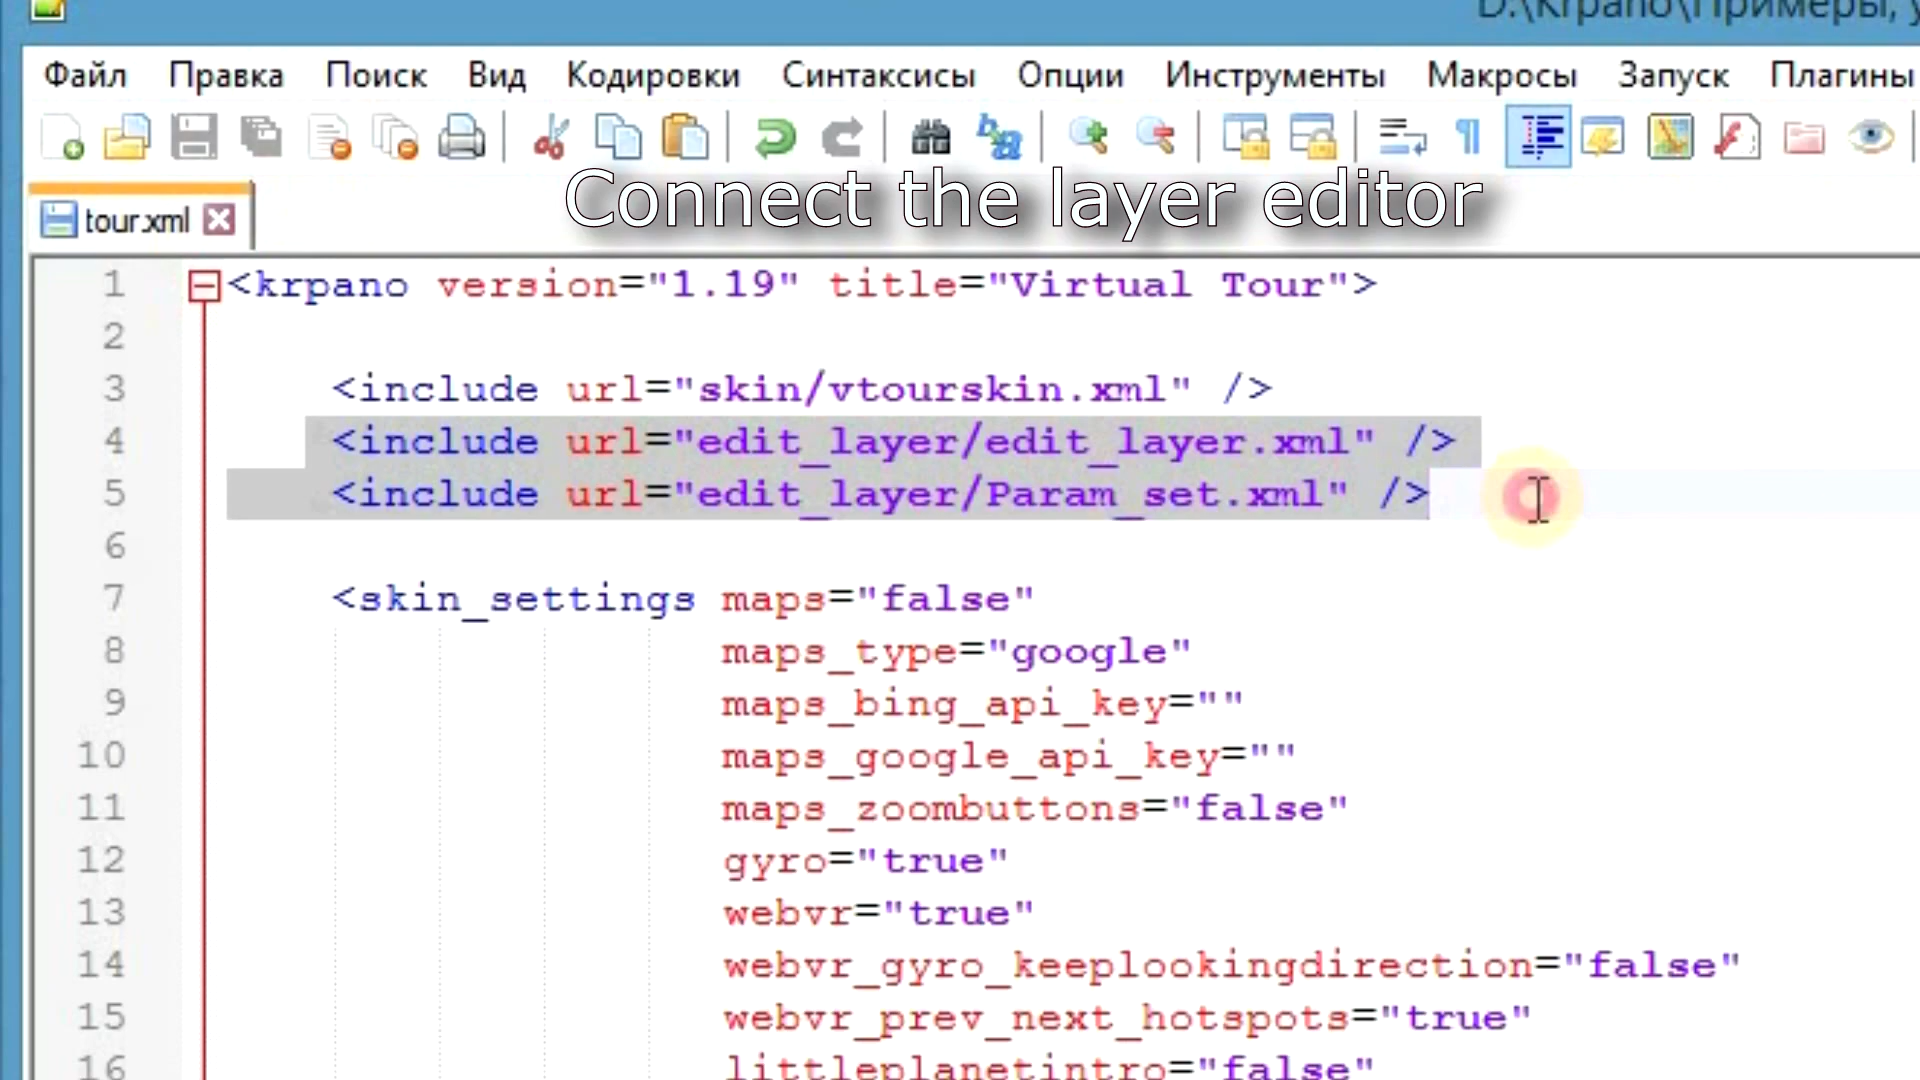 D:\Krpano\Примеры, у
Файл Правка Поиск Вид Кодировки Синтаксисы Опции Инструменты Макросы Запуск Плагины
Connect the layer editor
tour.xml
1 <krpano version="1.19" title="Virtual Tour">
2
3 <include url="skin/vtourskin.xml" />
4 <include url="edit_layer/edit_layer.xml" />
5 <include url="edit_layer/Param_set.xml" />
6
7 <skin_settings maps="false"
8 maps_type="google"
9 maps_bing_api_key=""
10 maps_google_api_key=""
11 maps_zoombuttons="false"
12 gyro="true"
13 webvr="true"
14 webvr_gyro_keeplookingdirection="false"
15 webvr_prev_next_hotspots="true"
16 littleplanetintro="false"